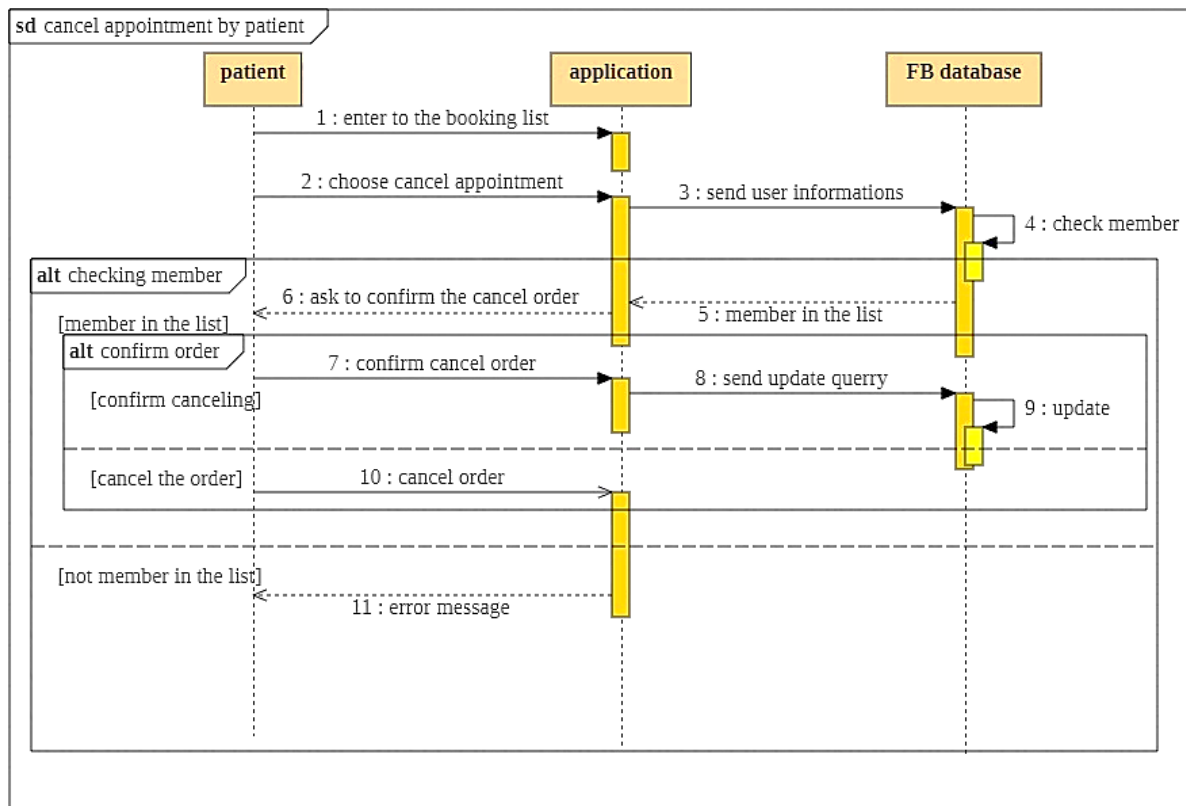 sd cancel appointment by patient
patient
application
FB database
1 : enter to the booking list
2 : choose cancel appointment
3 : send user informations
4 : check member
alt checking member
6 : ask to confirm the cancel order
5 : member in the list
[member in the list]
alt confirm order
7 : confirm cancel order
8 : send update querry
[confirm canceling]
9 : update
[cancel the order]
10 : cancel order
[not member in the list]
11 : error message